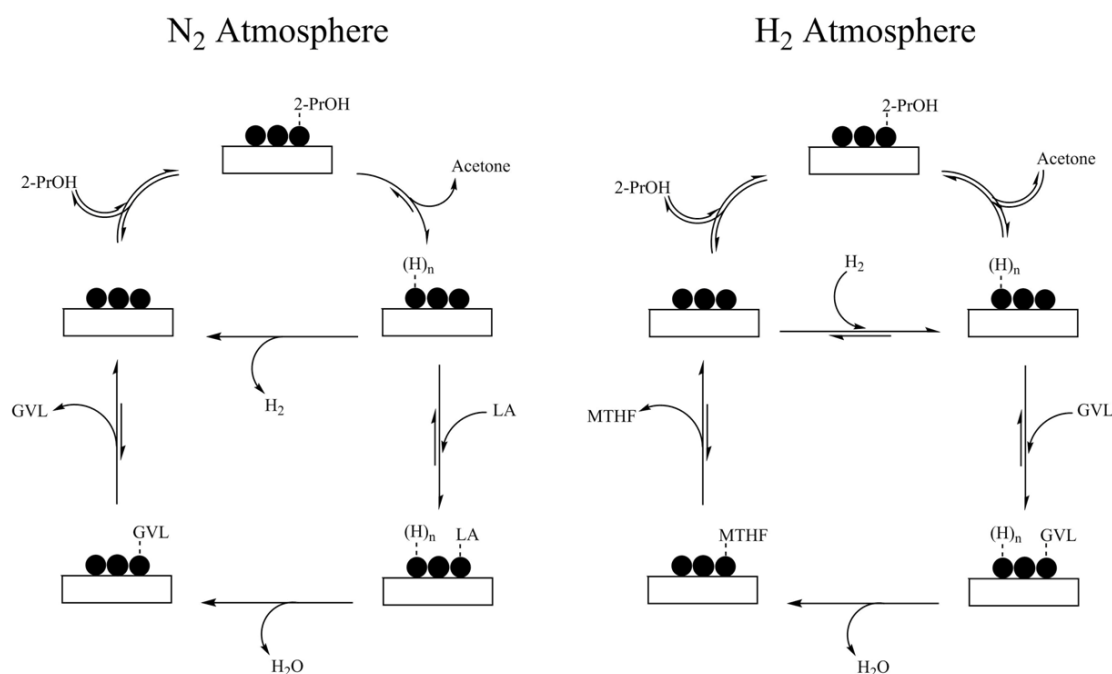 N₂ Atmosphere
2-PrOH
2-PrOH
Acetone
(H)ₙ
H₂
GVL
LA
GVL
(H)ₙ LA
H₂O
H₂ Atmosphere
2-PrOH
2-PrOH
Acetone
H₂
(H)ₙ
MTHF
GVL
MTHF
(H)ₙ GVL
H₂O